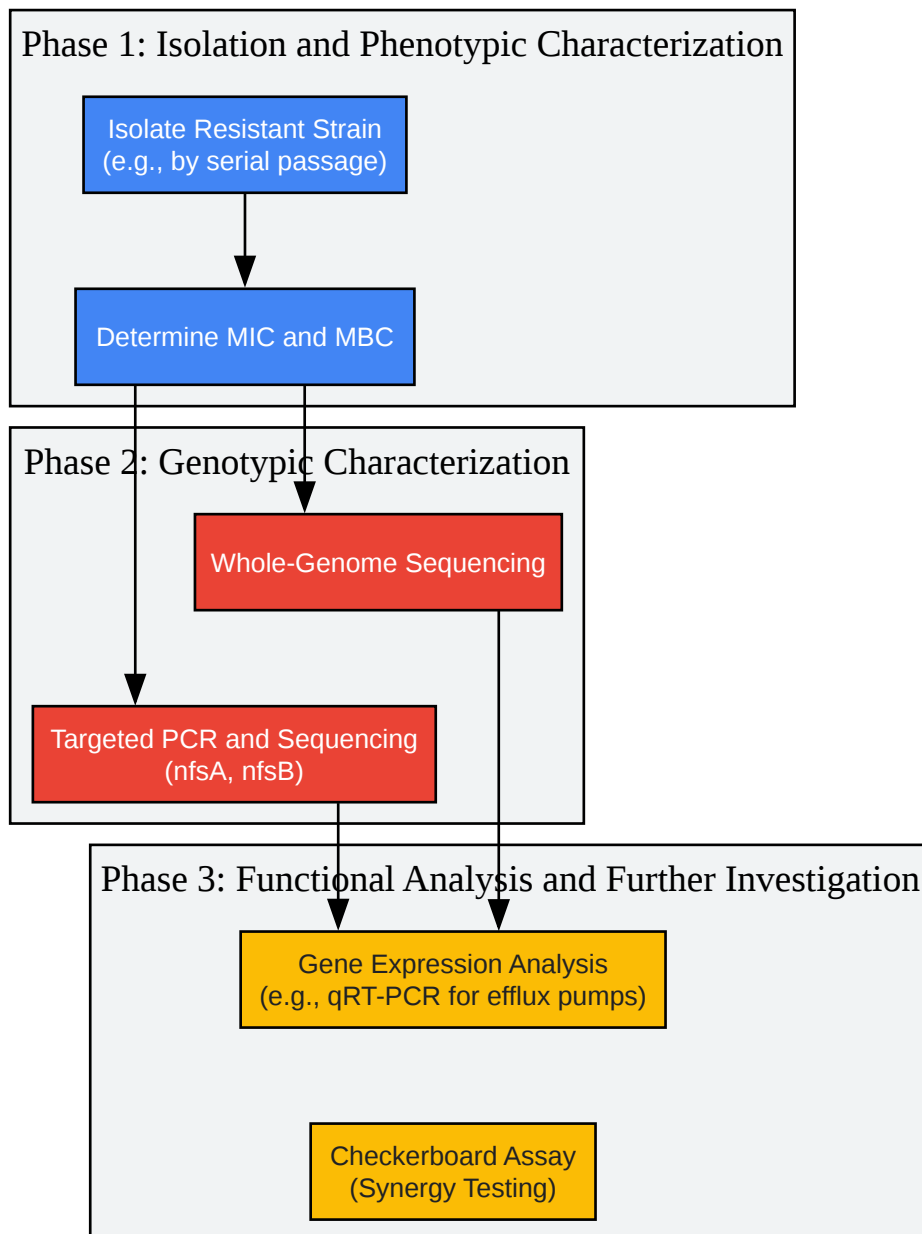 Phase 1: Isolation and Phenotypic Characterization
Isolate Resistant Strain
(e.g., by serial passage)
Determine MIC and MBC
Phase 2: Genotypic Characterization
Whole-Genome Sequencing
Targeted PCR and Sequencing
(nfsA, nfsB)
Phase 3: Functional Analysis and Further Investigation
Gene Expression Analysis
(e.g., qRT-PCR for efflux pumps)
Checkerboard Assay
(Synergy Testing)